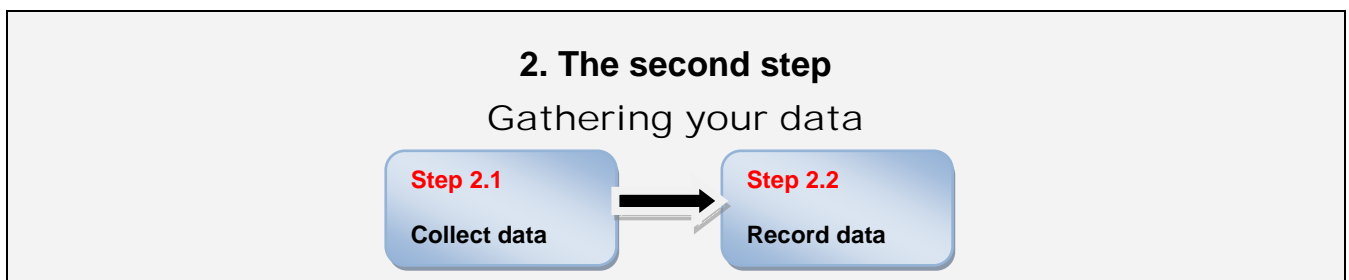 2. The second step
Gathering your data
Step 2.1
Collect data
Step 2.2
Record data